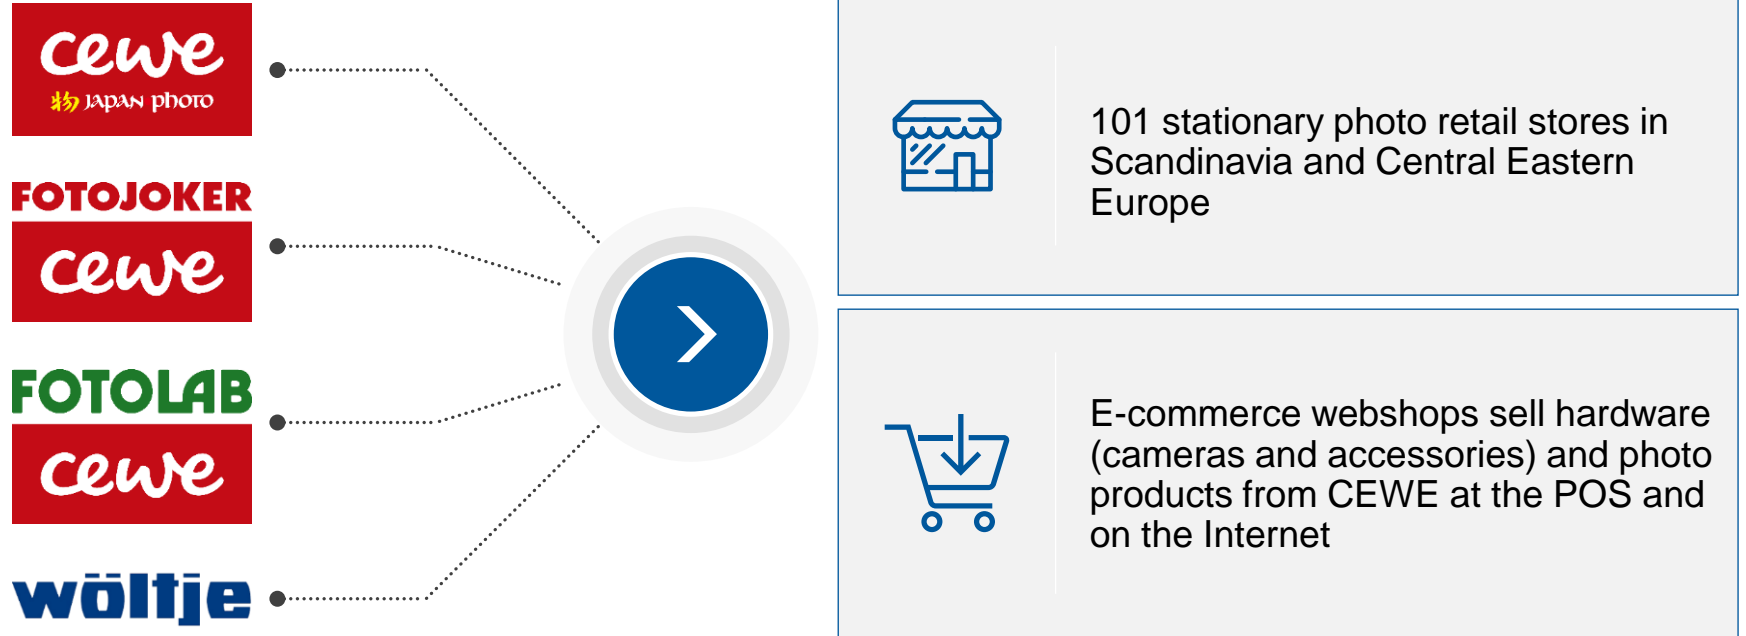 cewe
物 JAPAN PHOTO
FOTOJOKER
cewe
FOTOLAB
cewe
wöltje
101 stationary photo retail stores in
Scandinavia and Central Eastern
Europe
E-commerce webshops sell hardware
(cameras and accessories) and photo
products from CEWE at the POS and
on the Internet